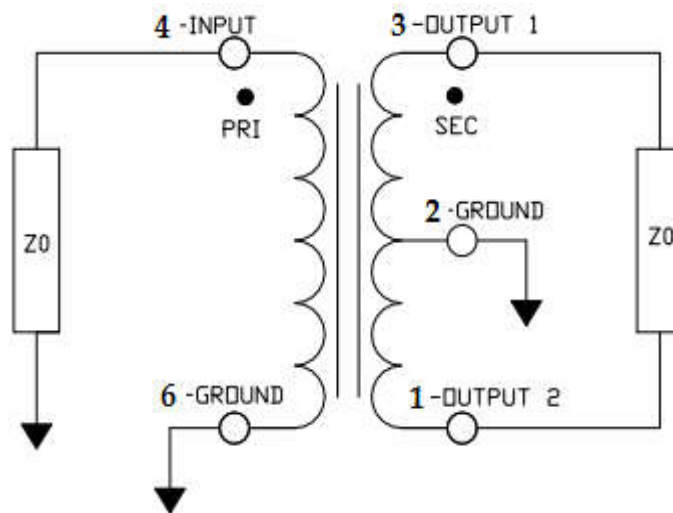 4 -INPUT
3 -OUTPUT 1
PRI
SEC
2 -GROUND
Z0
Z0
6 -GROUND
1 -OUTPUT 2